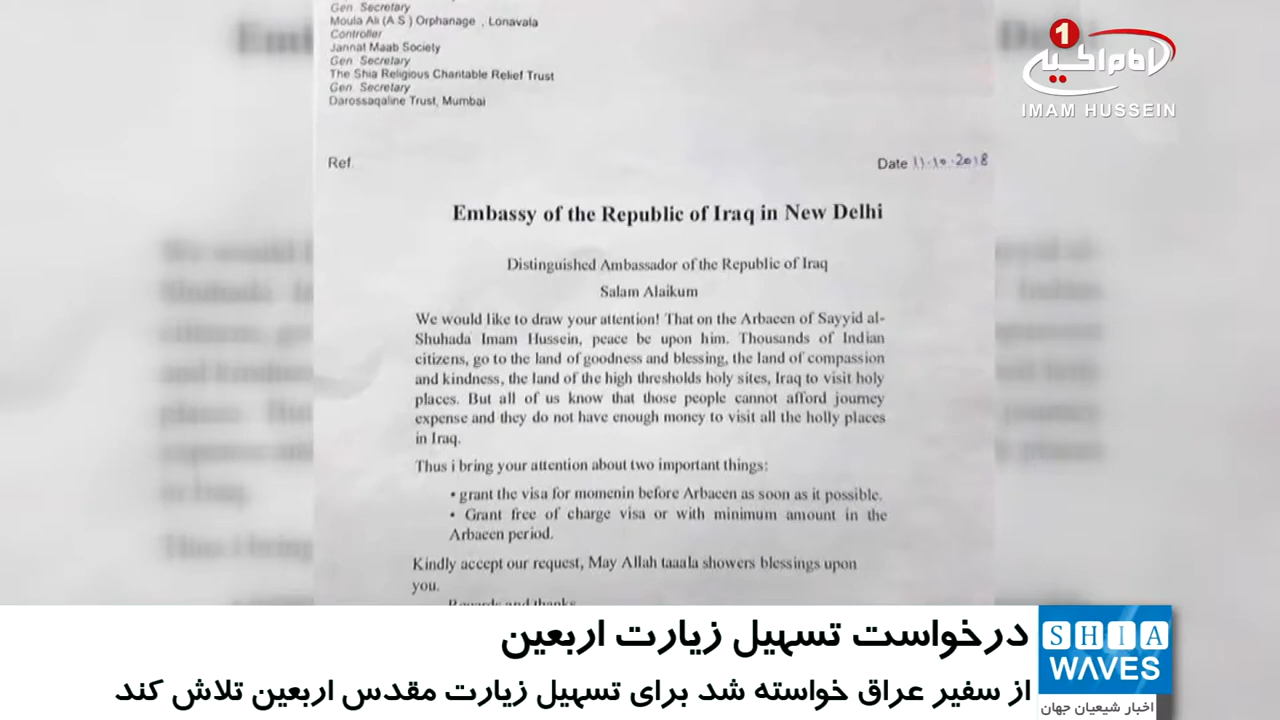 Gen. Secretary
Moula Ali (A S ) Orphanage , Lonavala
Controller
Jannat Maab Society
Gen. Secretary
The Shia Religious Charitable Relief Trust
Gen. Secretary
Darossaqaline Trust, Mumbai
1
IMAM HUSSEIN
Ref.
Date 11-10-2018
Embassy of the Republic of Iraq in New Delhi
Distinguished Ambassador of the Republic of Iraq
Salam Alaikum
We would like to draw your attention! That on the Arbaeen of Sayyid al-
Shuhada Imam Hussein, peace be upon him. Thousands of Indian
citizens, go to the land of goodness and blessing, the land of compassion
and kindness, the land of the high thresholds holy sites, Iraq to visit holy
places. But all of us know that those people cannot afford journey
expense and they do not have enough money to visit all the holly places
in Iraq.
Thus i bring your attention about two important things:
• grant the visa for momenin before Arbaeen as soon as it possible.
• Grant free of charge visa or with minimum amount in the
Arbaeen period.
Kindly accept our request, May Allah taaala showers blessings upon
you.
Regards and thanks
درخواست تسهیل زیارت اربعین
از سفیر عراق خواسته شد برای تسهیل زیارت مقدس اربعین تلاش کند
SHIA
WAVES
اخبار شیعیان جهان